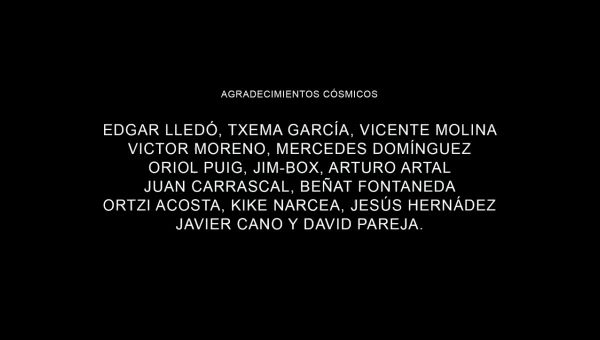 AGRADECIMIENTOS CÓSMICOS
EDGAR LLEDÓ, TXEMA GARCÍA, VICENTE MOLINA
VICTOR MORENO, MERCEDES DOMÍNGUEZ
ORIOL PUIG, JIM-BOX, ARTURO ARTAL
JUAN CARRASCAL, BEÑAT FONTANEDA
ORTZI ACOSTA, KIKE NARCEA, JESÚS HERNÁDEZ
JAVIER CANO Y DAVID PAREJA.